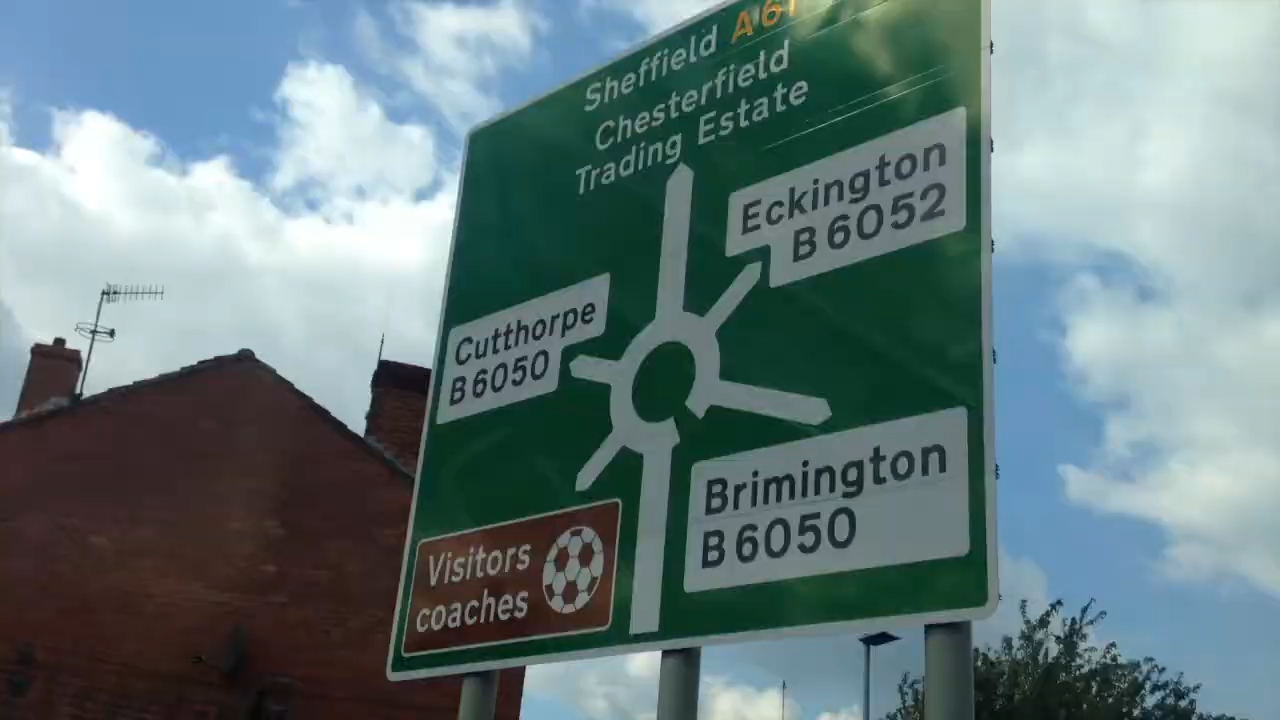 Sheffield A61
Chesterfield
Trading Estate
Eckington
B6052
Cutthorpe
B6050
Brimington
B6050
Visitors
coaches